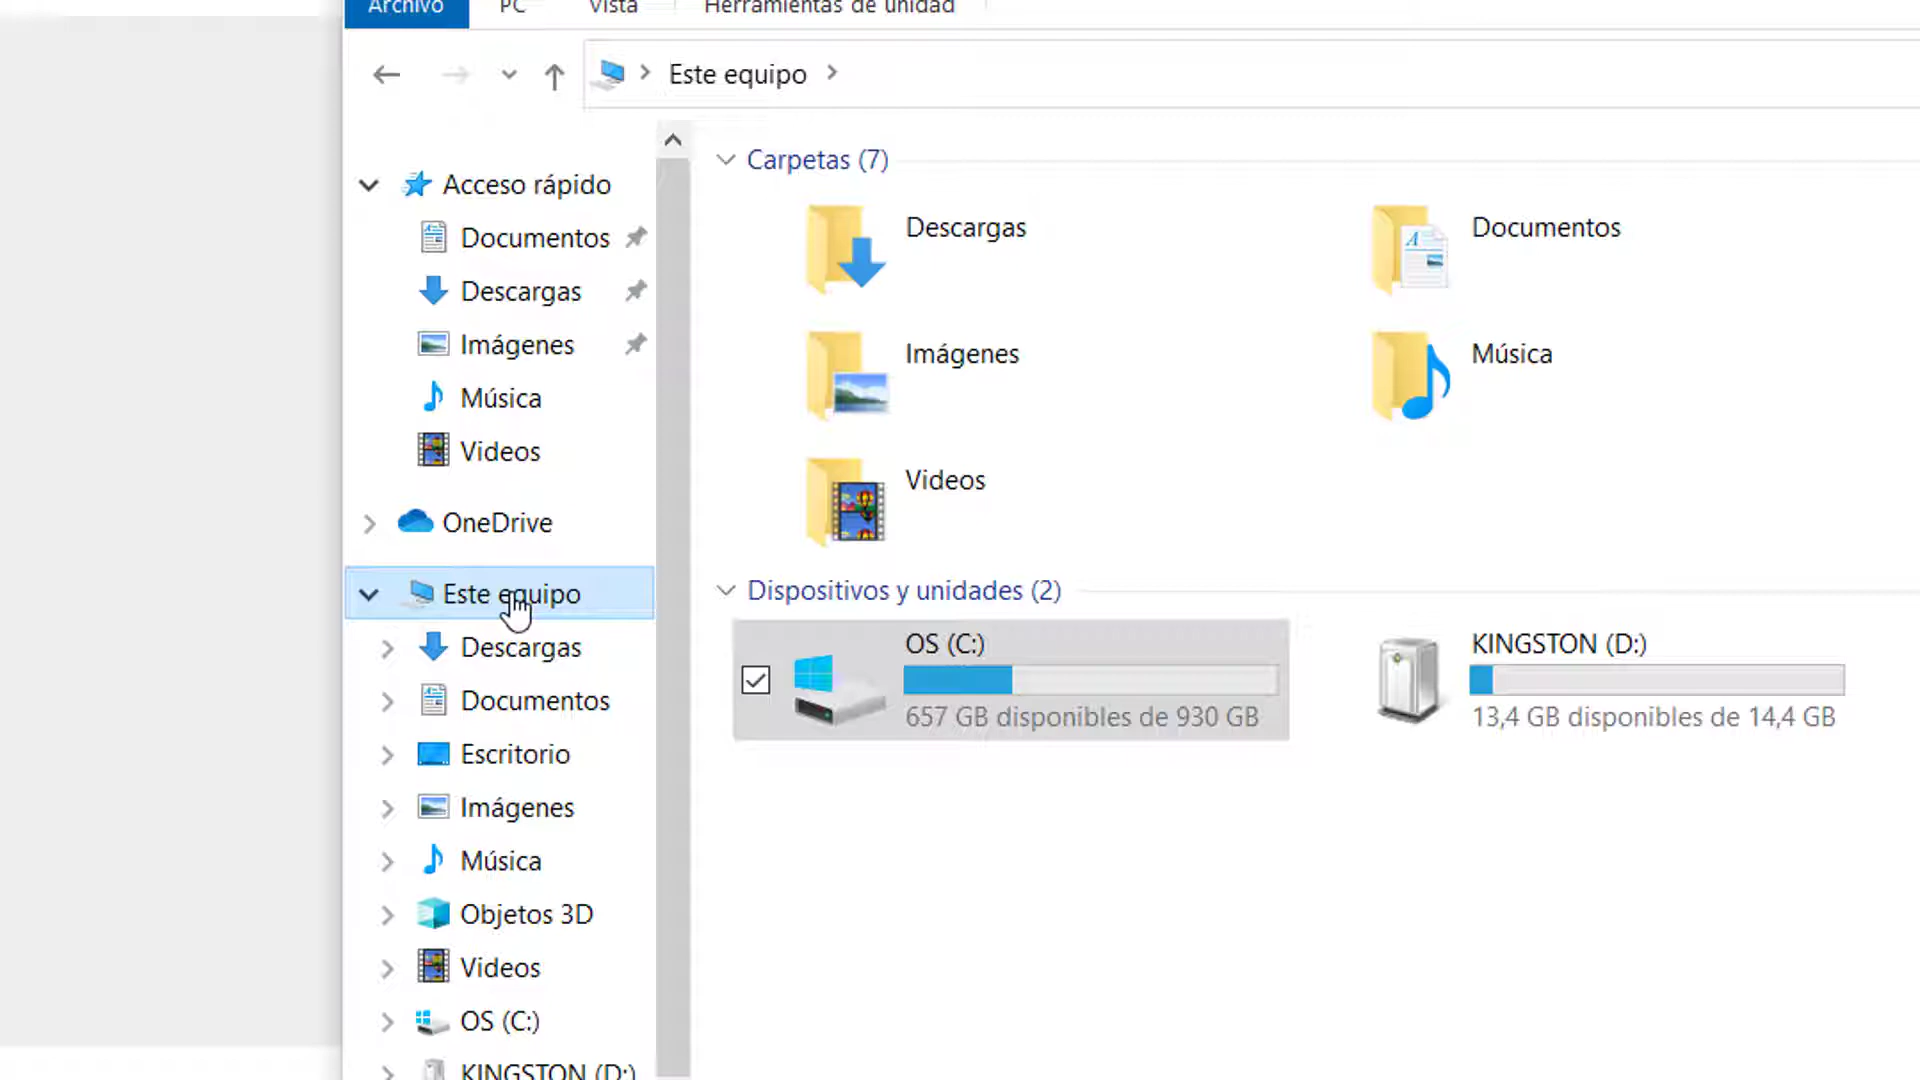 Archivo PC Vista Herramientas de unidad
Este equipo
Acceso rápido
Documentos
Descargas
Imágenes
Música
Videos
OneDrive
Este equipo
Descargas
Documentos
Escritorio
Imágenes
Música
Objetos 3D
Videos
OS (C:)
KINGSTON (D:)
Carpetas (7)
Descargas
Documentos
Imágenes
Música
Videos
Dispositivos y unidades (2)
OS (C:)
657 GB disponibles de 930 GB
KINGSTON (D:)
13,4 GB disponibles de 14,4 GB